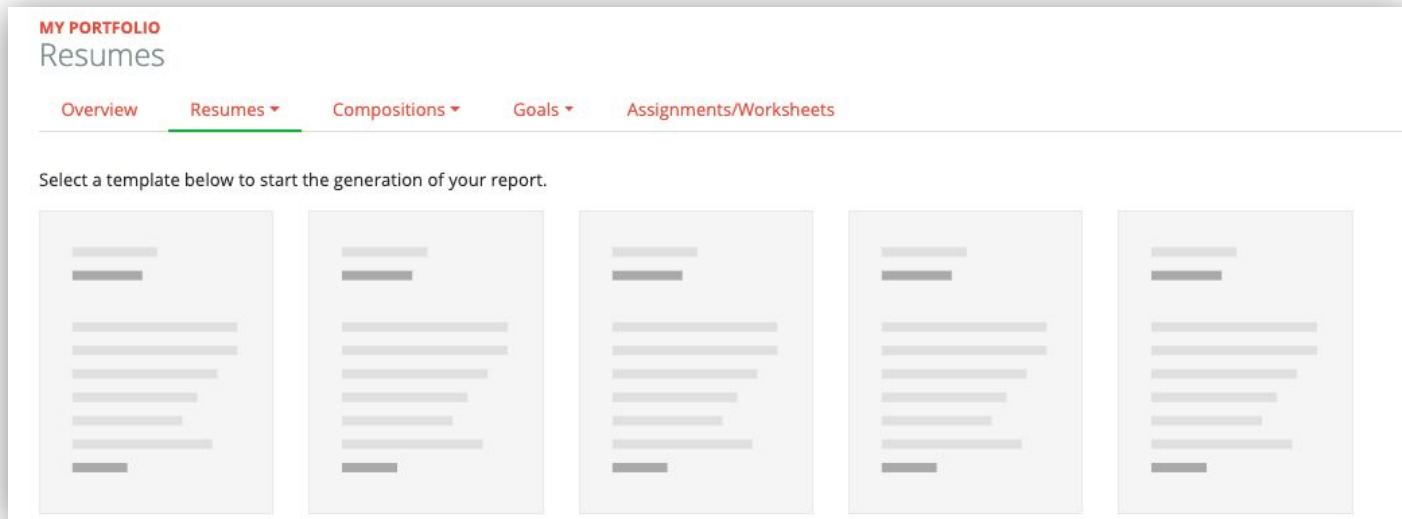 MY PORTFOLIO
Resumes
Overview Resumes Compositions Goals Assignments/Worksheets
Select a template below to start the generation of your report.